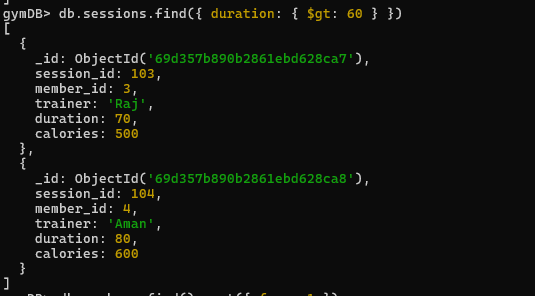 ]
gymDB> db.sessions.find({ duration: { $gt: 60 } })
[
  {
    _id: ObjectId('69d357b890b2861ebd628ca7'),
    session_id: 103,
    member_id: 3,
    trainer: 'Raj',
    duration: 70,
    calories: 500
  },
  {
    _id: ObjectId('69d357b890b2861ebd628ca8'),
    session_id: 104,
    member_id: 4,
    trainer: 'Aman',
    duration: 80,
    calories: 600
  }
]